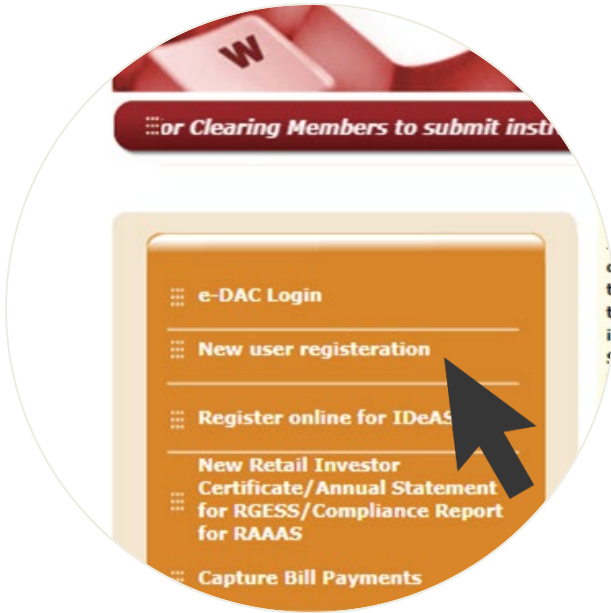 W
or Clearing Members to submit instr
e-DAC Login
New user registeration
Register online for IDeAS
New Retail Investor
Certificate/Annual Statement
for RGESS/Compliance Report
for RAAAS
Capture Bill Payments